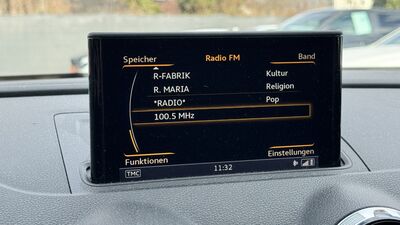 Speicher Radio FM Band
R-FABRIK Kultur
R. MARIA Religion
*RADIO* Pop
100.5 MHz
Funktionen Einstellungen
TMC 11:32